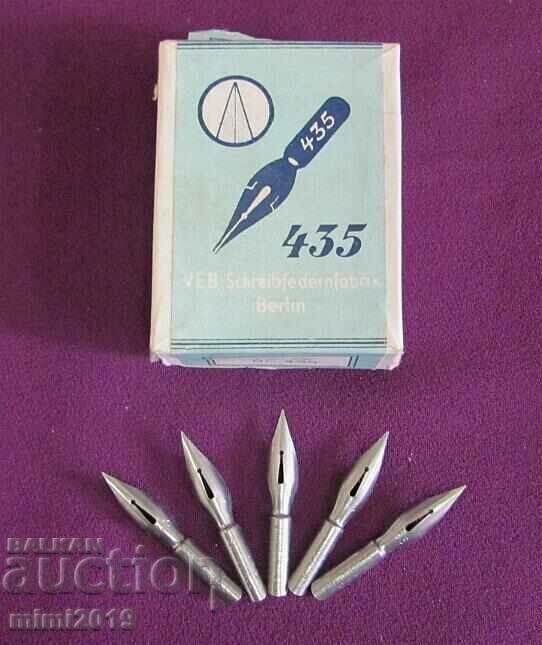 435
435
VEB Schreibfedernfabrik
Berlin
BALKAN
auction
mimi2019